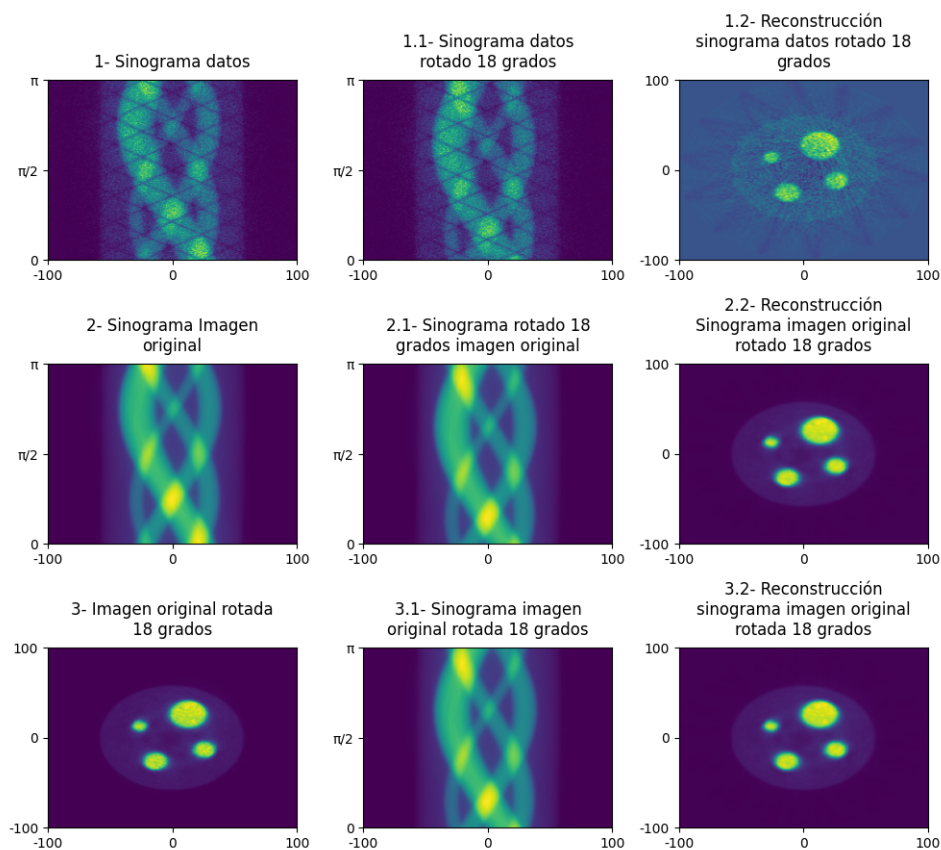 1- Sinograma datos
π
π/2
0
-100
0
100
1.1- Sinograma datos
rotado 18 grados
π
π/2
0
-100
0
100
1.2- Reconstrucción
sinograma datos rotado 18
grados
100
0
-100
-100
0
100
2- Sinograma Imagen
original
π
π/2
0
-100
0
100
2.1- Sinograma rotado 18
grados imagen original
π
π/2
0
-100
0
100
2.2- Reconstrucción
Sinograma imagen original
rotado 18 grados
100
0
-100
-100
0
100
3- Imagen original rotada
18 grados
100
0
-100
-100
0
100
3.1- Sinograma imagen
original rotada 18 grados
π
π/2
0
-100
0
100
3.2- Reconstrucción
sinograma imagen original
rotada 18 grados
100
0
-100
-100
0
100